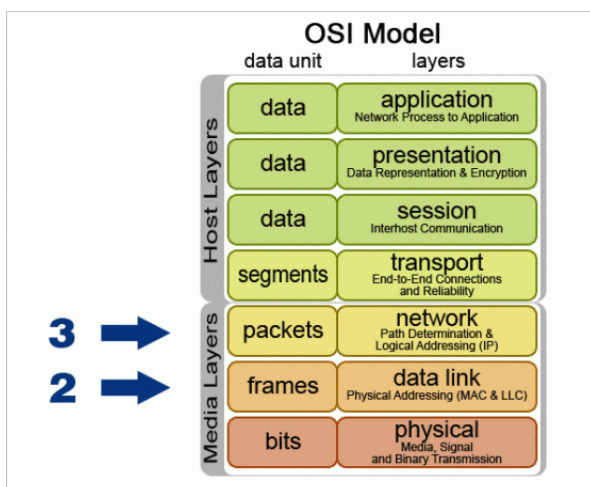 OSI Model
data unit layers
Host Layers
data application
Network Process to Application
data presentation
Data Representation & Encryption
data session
Interhost Communication
segments transport
End-to-End Connections
and Reliability
Media Layers
3 packets network
Path Determination &
Logical Addressing (IP)
2 frames data link
Physical Addressing (MAC & LLC)
bits physical
Media, Signal
and Binary Transmission